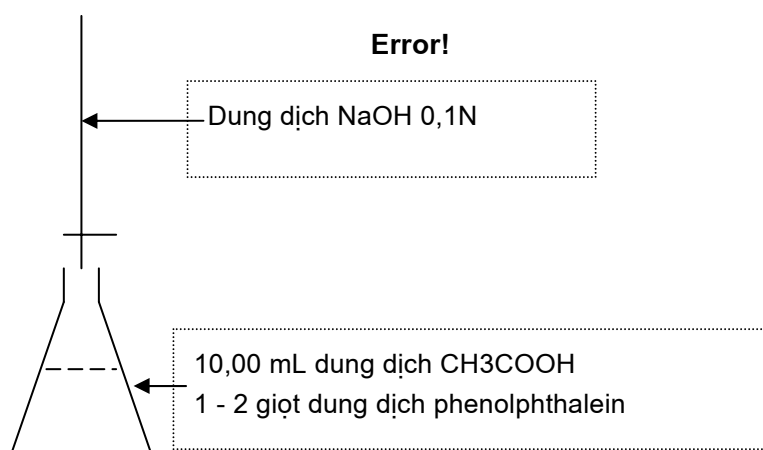 Error!
Dung dịch NaOH 0,1N
10,00 mL dung dịch CH3COOH
1 - 2 giọt dung dịch phenolphthalein